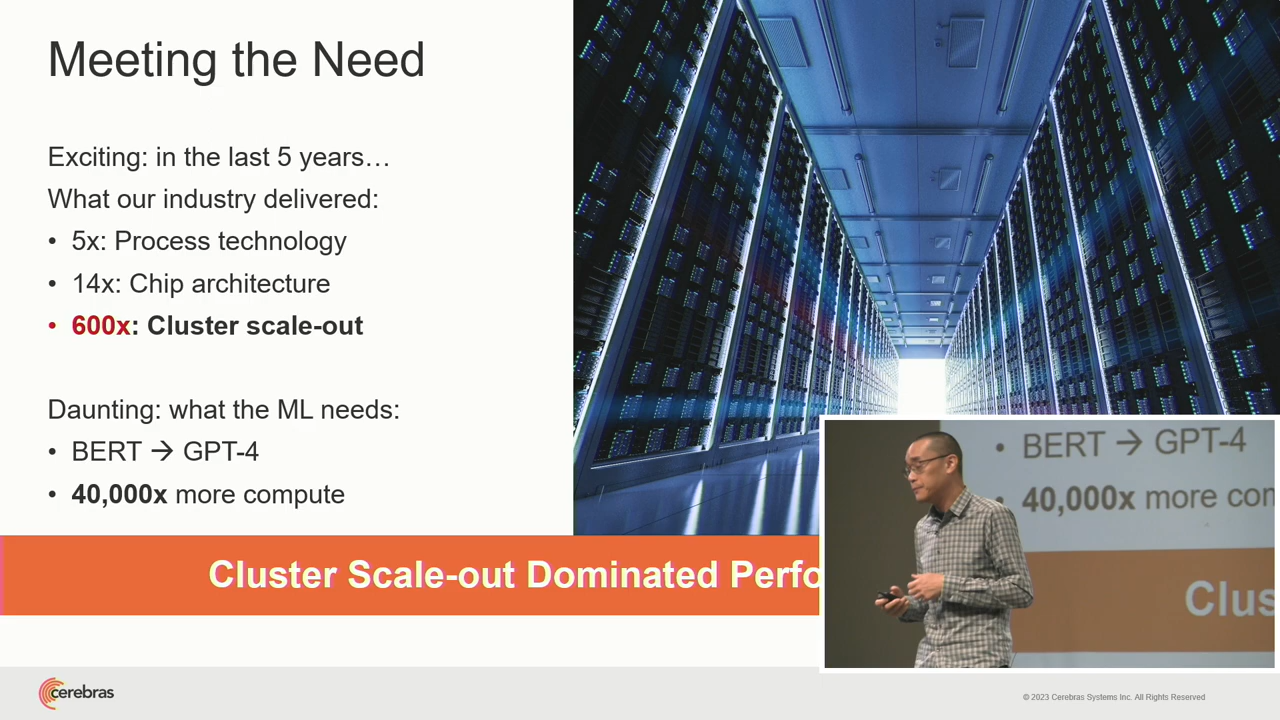 Meeting the Need
Exciting: in the last 5 years…
What our industry delivered:
• 5x: Process technology
• 14x: Chip architecture
• 600x: Cluster scale-out
Daunting: what the ML needs:
• BERT → GPT-4
• 40,000x more compute
Cluster Scale-out Dominated Perfo
• BERT → GPT-4
• 40,000x more com
Clus
cerebras
© 2023 Cerebras Systems Inc. All Rights Reserved